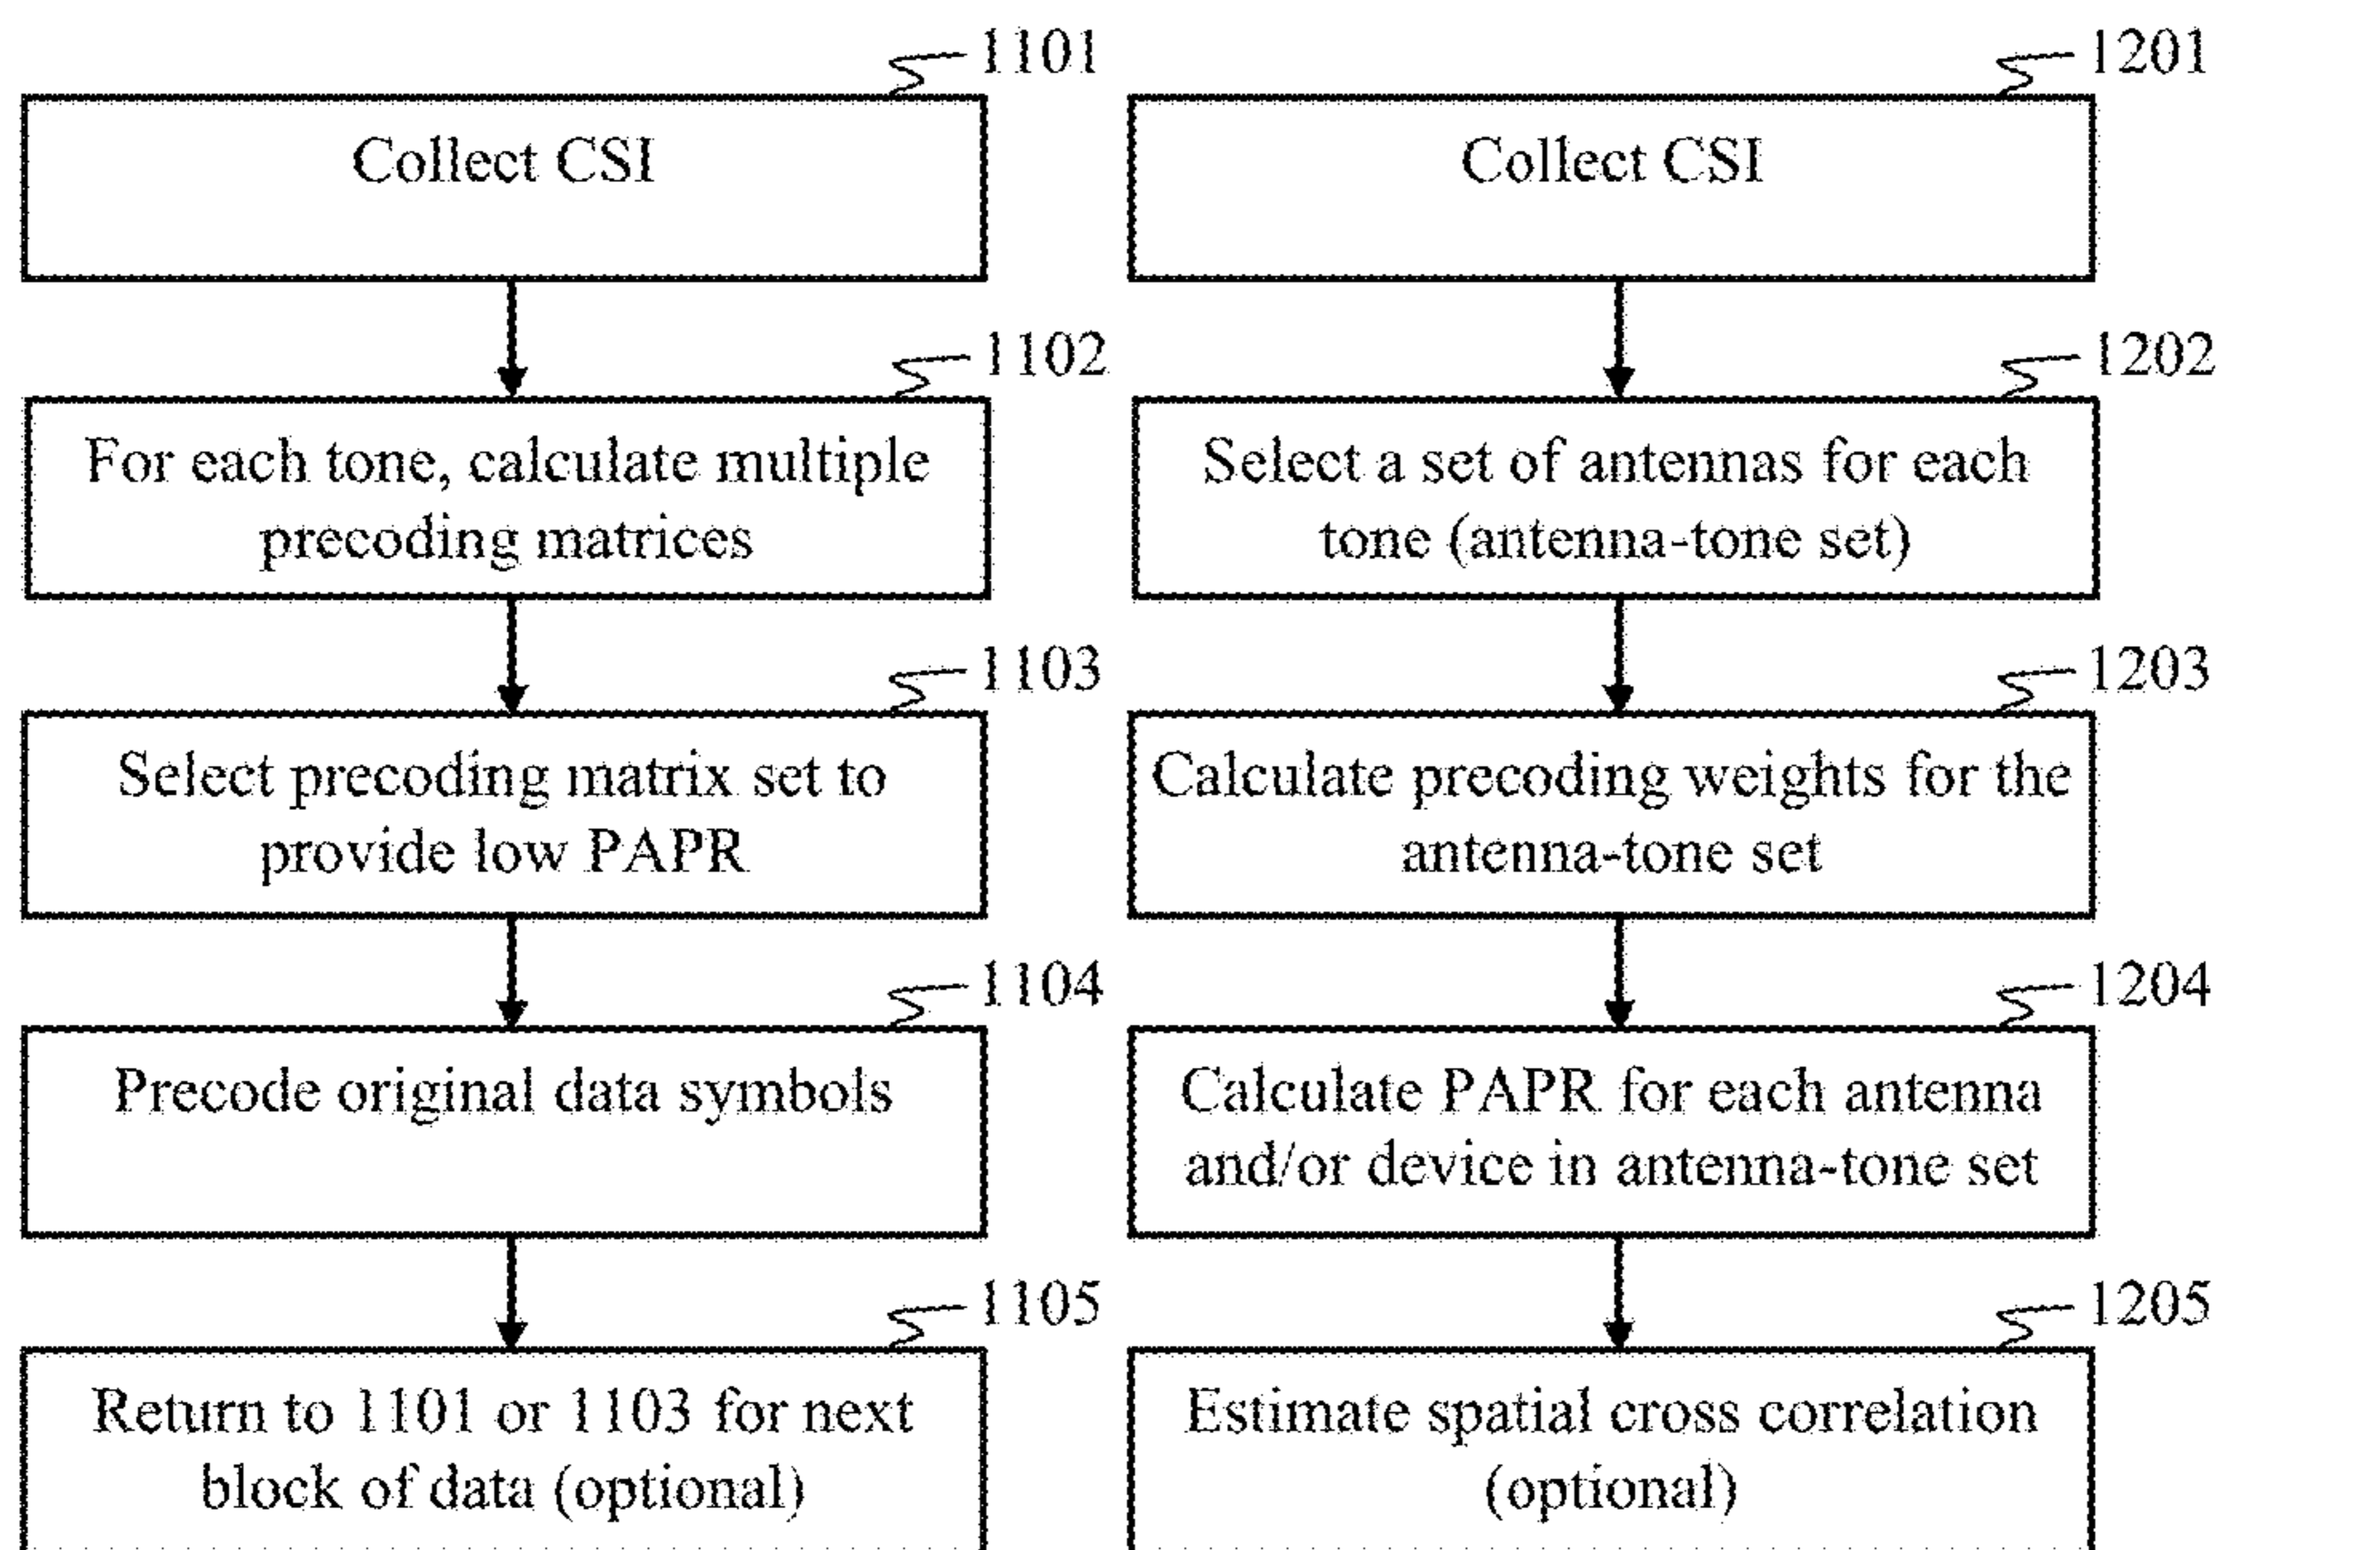 1101
Collect CSI
1102
For each tone, calculate multiple
precoding matrices
1103
Select precoding matrix set to
provide low PAPR
1104
Precode original data symbols
1105
Return to 1101 or 1103 for next
block of data (optional)
1201
Collect CSI
1202
Select a set of antennas for each
tone (antenna-tone set)
1203
Calculate precoding weights for the
antenna-tone set
1204
Calculate PAPR for each antenna
and/or device in antenna-tone set
1205
Estimate spatial cross correlation
(optional)